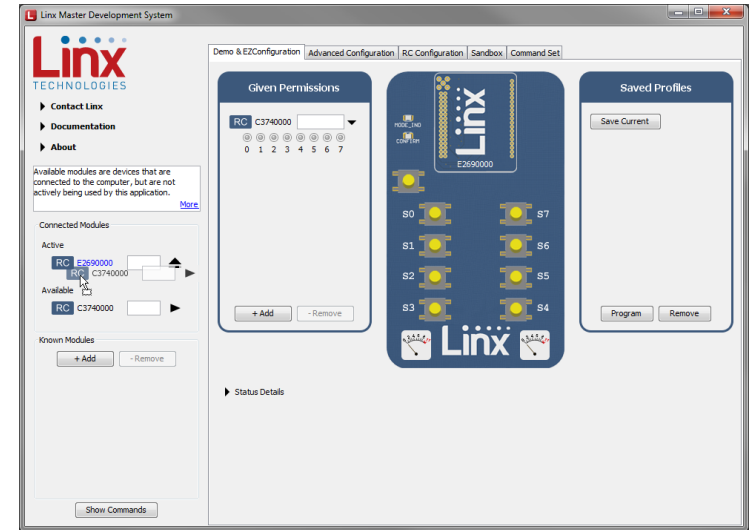 Linx Master Development System
Linx
TECHNOLOGIES
Contact Linx
Documentation
About
Available modules are devices that are
connected to the computer, but are not
actively being used by this application.
More
Connected Modules
Active
RC E2690000
RC C3740000
Available
RC C3740000
Known Modules
+ Add - Remove
Show Commands
Demo & EZConfiguration Advanced Configuration RC Configuration Sandbox Command Set
Given Permissions
RC C3740000
0 1 2 3 4 5 6 7
+ Add - Remove
MODE_IND
CONFIRM
Linx
E2690000
S0 S7
S1 S6
S2 S5
S3 S4
Linx
Saved Profiles
Save Current
Program Remove
Status Details